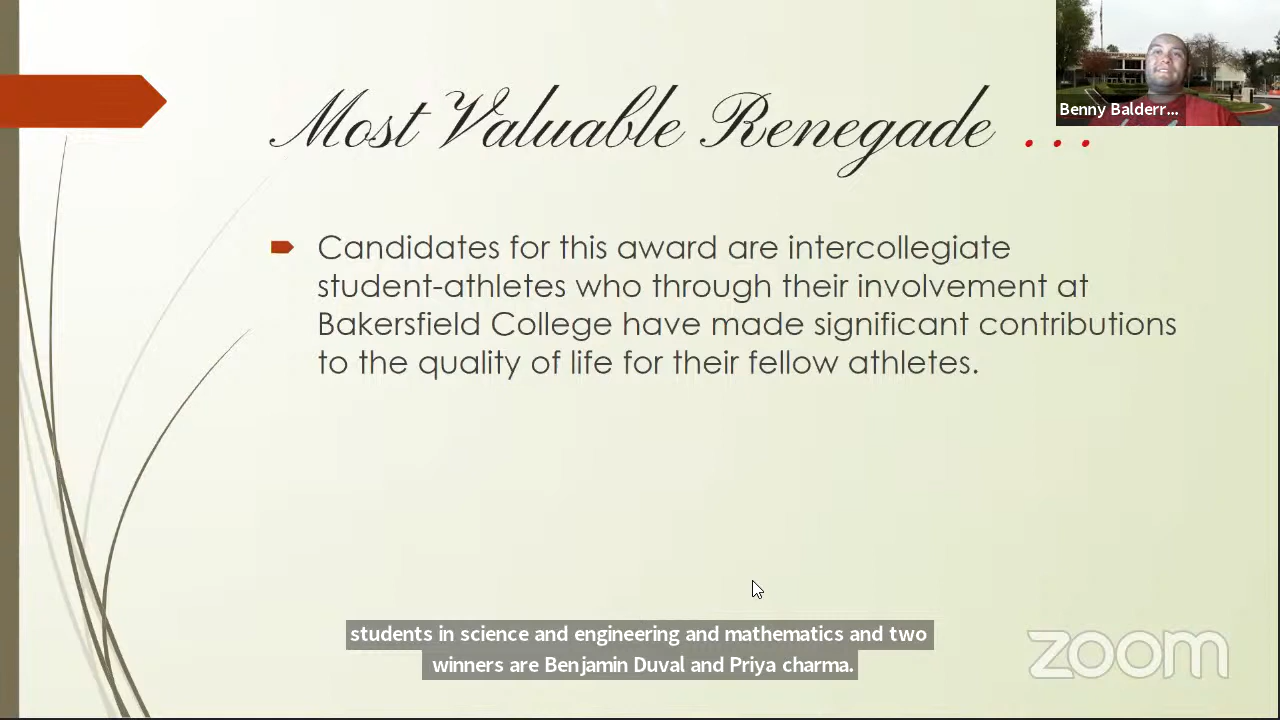 Most Valuable Renegade ...
Benny Balderr...
Candidates for this award are intercollegiate
student-athletes who through their involvement at
Bakersfield College have made significant contributions
to the quality of life for their fellow athletes.
students in science and engineering and mathematics and two
winners are Benjamin Duval and Priya charma.
zoom